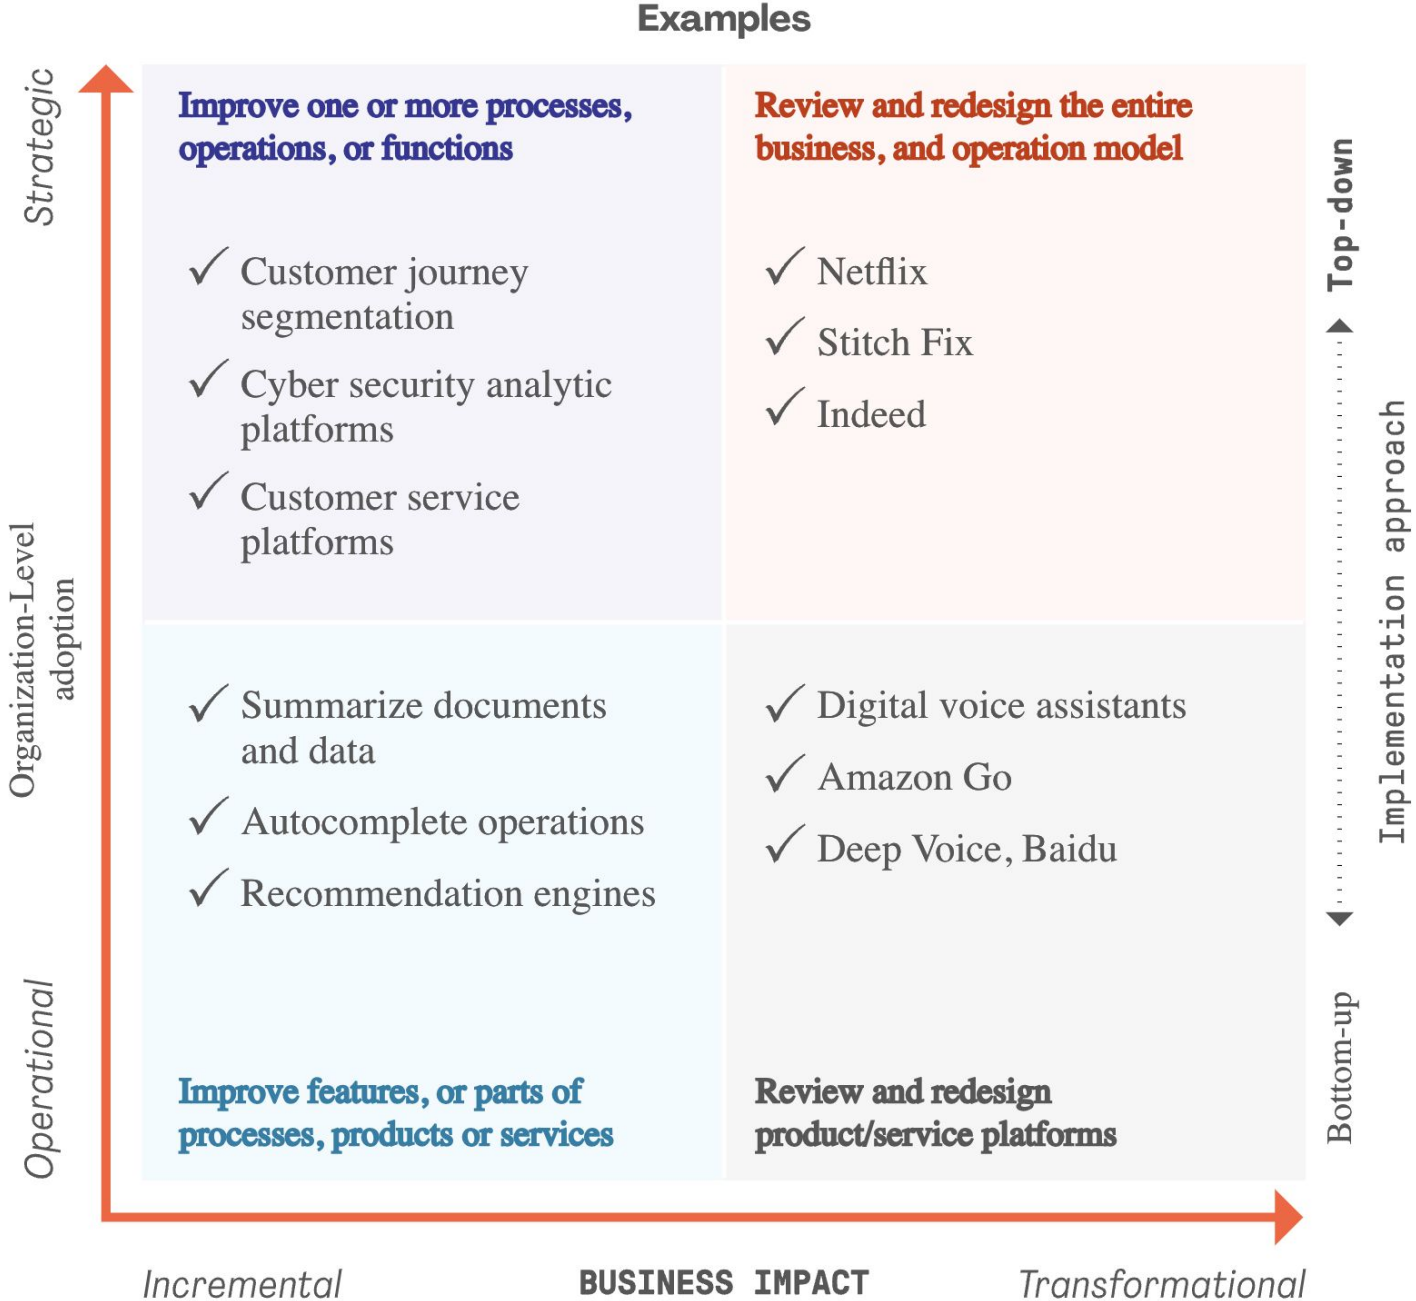 Examples
Strategic
Organization-Level
adoption
Operational
Improve one or more processes,
operations, or functions
Customer journey
segmentation
Cyber security analytic
platforms
Customer service
platforms
Review and redesign the entire
business, and operation model
Netflix
Stitch Fix
Indeed
Summarize documents
and data
Autocomplete operations
Recommendation engines
Improve features, or parts of
processes, products or services
Digital voice assistants
Amazon Go
Deep Voice, Baidu
Review and redesign
product/service platforms
Top-down
Implementation approach
Bottom-up
Incremental
BUSINESS IMPACT
Transformational